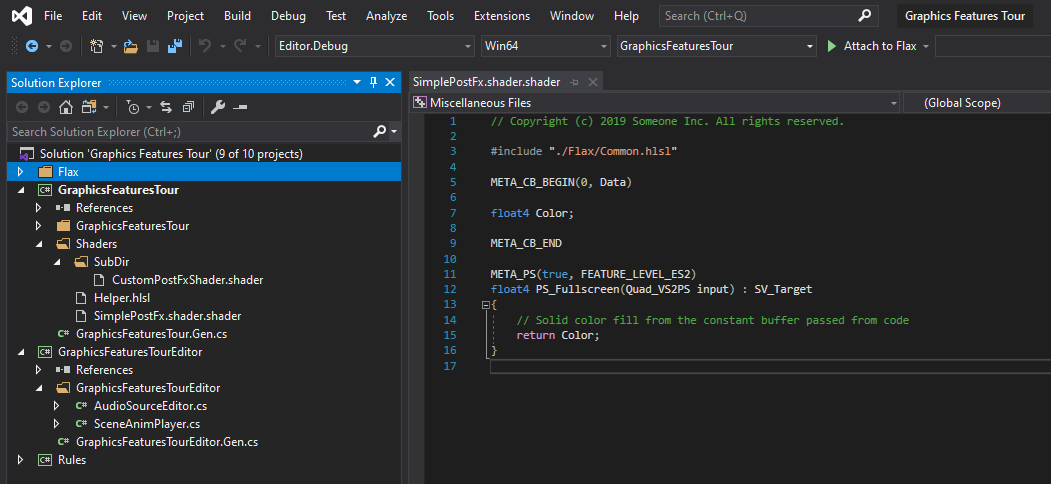 File Edit View Project Build Debug Test Analyze Tools Extensions Window Help Search (Ctrl+Q) Graphics Features Tour
Editor.Debug Win64 GraphicsFeaturesTour Attach to Flax
Solution Explorer
Search Solution Explorer (Ctrl+;)
Solution 'Graphics Features Tour' (9 of 10 projects)
Flax
C# GraphicsFeaturesTour
References
GraphicsFeaturesTour
Shaders
SubDir
CustomPostFxShader.shader
Helper.hlsl
SimplePostFx.shader.shader
C# GraphicsFeaturesTour.Gen.cs
C# GraphicsFeaturesTourEditor
References
GraphicsFeaturesTourEditor
C# AudioSourceEditor.cs
C# SceneAnimPlayer.cs
C# GraphicsFeaturesTourEditor.Gen.cs
C# Rules
SimplePostFx.shader.shader
Miscellaneous Files (Global Scope)
1 // Copyright (c) 2019 Someone Inc. All rights reserved.
2
3 #include "./Flax/Common.hlsl"
4
5 META_CB_BEGIN(0, Data)
6
7 float4 Color;
8
9 META_CB_END
10
11 META_PS(true, FEATURE_LEVEL_ES2)
12 float4 PS_Fullscreen(Quad_VS2PS input) : SV_Target
13 {
14 // Solid color fill from the constant buffer passed from code
15 return Color;
16 }
17